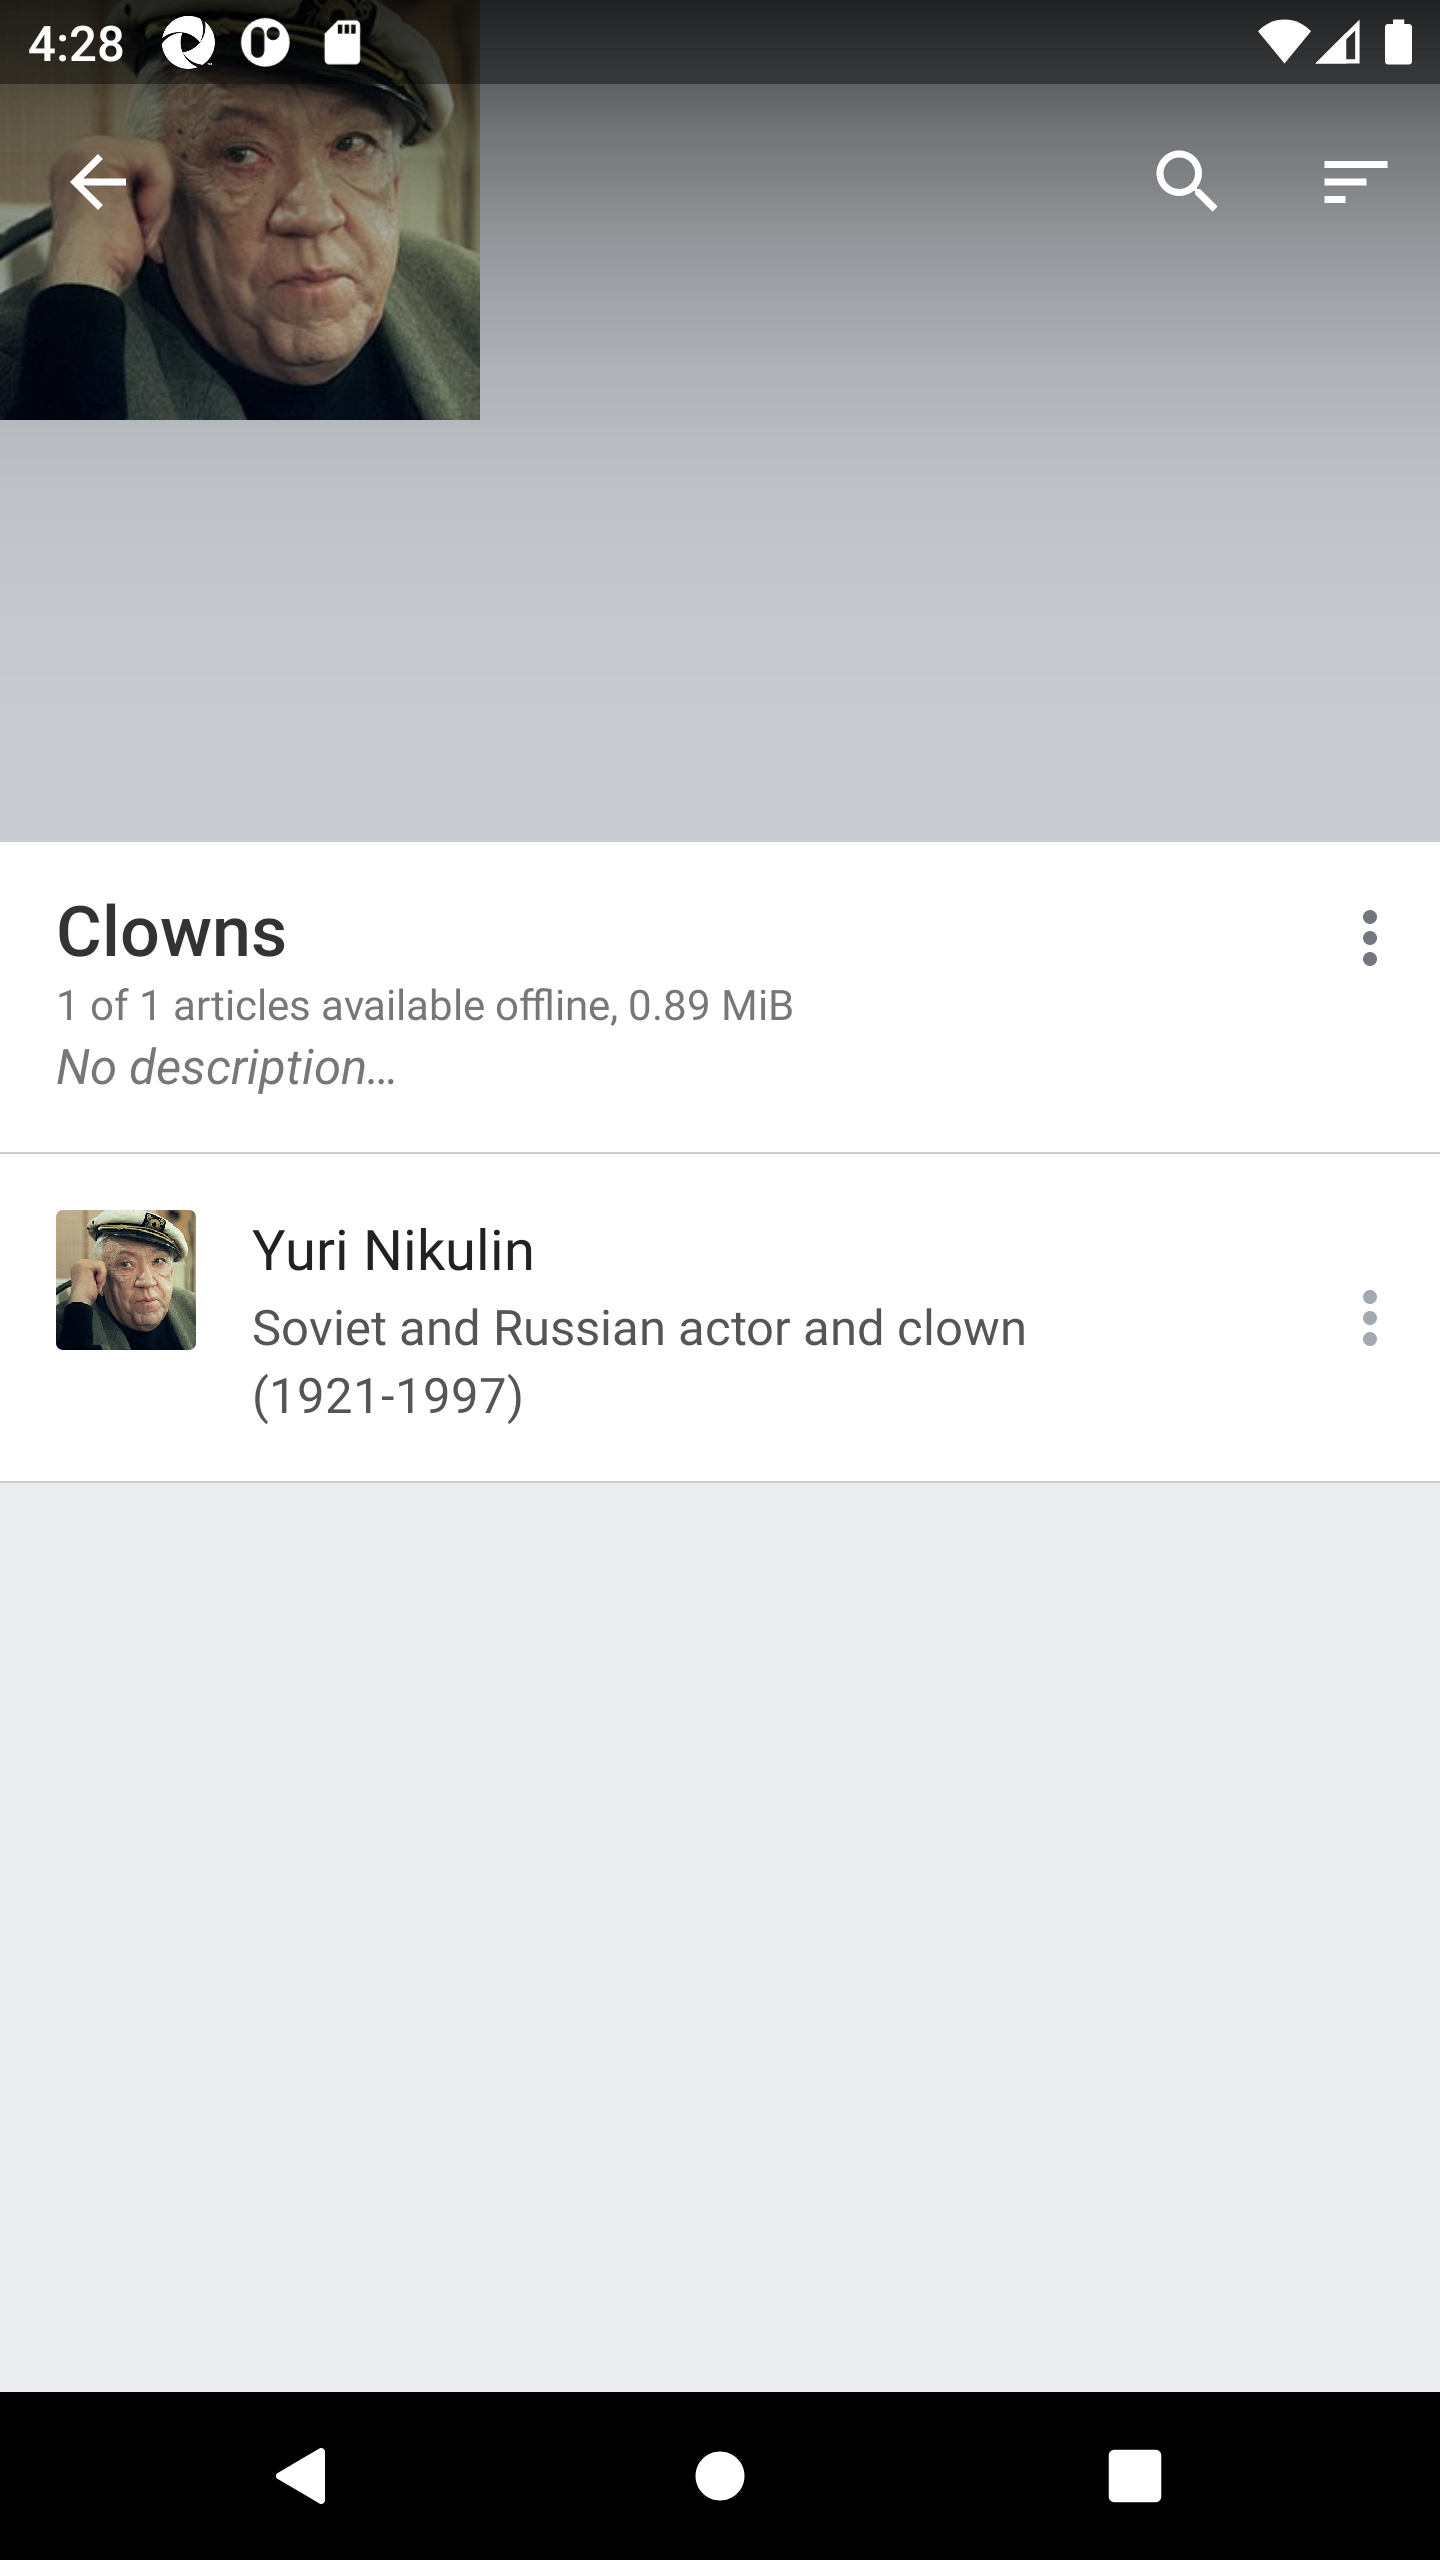 4:28
Clowns
1 of 1 articles available offline, 0.89 MiB
No description…
Yuri Nikulin
Soviet and Russian actor and clown
(1921-1997)